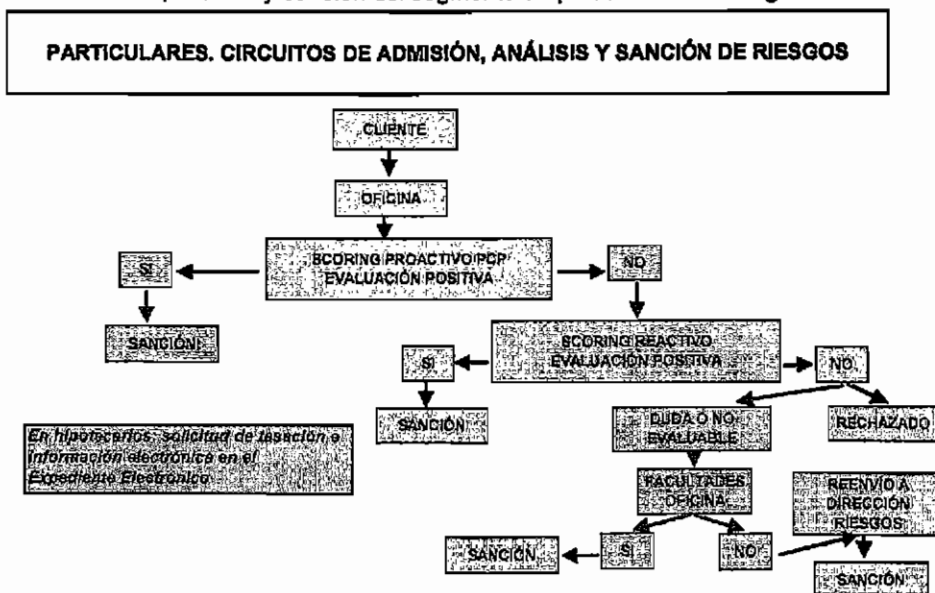 PARTICULARES. CIRCUITOS DE ADMISIÓN, ANÁLISIS Y SANCIÓN DE RIESGOS
CLIENTE
OFICINA
SCORING PROACTIVO PCP
EVALUACIÓN POSITIVA
SI
NO
SANCIÓN
SCORING REACTIVO
EVALUACIÓN POSITIVA
SI
NO
SANCIÓN
DUDA O NO
EVALUABLE
RECHAZADO
En hipotecarios, solicitud de tasación e
información electrónica en el
Expediente Electrónico
FACULTADES
OFICINA
REENVÍO A
DIRECCIÓN
RIESGOS
SANCIÓN
SI
NO
SANCIÓN